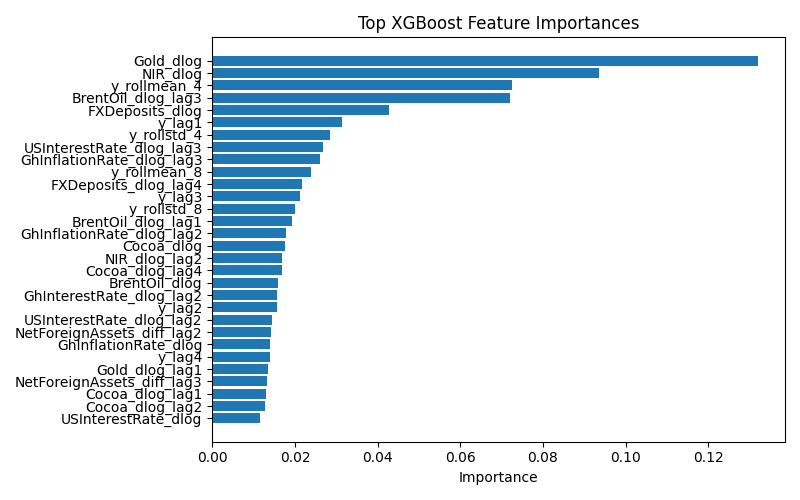 Top XGBoost Feature Importances
Gold_dlog
NIR_dlog
y_rollmean_4
BrentOil_dlog_lag3
FXDeposits_dlog
y_lag1
y_rollstd_4
USInterestRate_dlog_lag3
GhInflationRate_dlog_lag3
y_rollmean_8
FXDeposits_dlog_lag4
y_lag3
y_rollstd_8
BrentOil_dlog_lag1
GhInflationRate_dlog_lag2
Cocoa_dlog
NIR_dlog_lag2
Cocoa_dlog_lag4
BrentOil_dlog
GhInterestRate_dlog_lag2
y_lag2
USInterestRate_dlog_lag2
NetForeignAssets_diff_lag2
GhInflationRate_dlog
y_lag4
Gold_dlog_lag1
NetForeignAssets_diff_lag3
Cocoa_dlog_lag1
Cocoa_dlog_lag2
USInterestRate_dlog
0.00 0.02 0.04 0.06 0.08 0.10 0.12
Importance